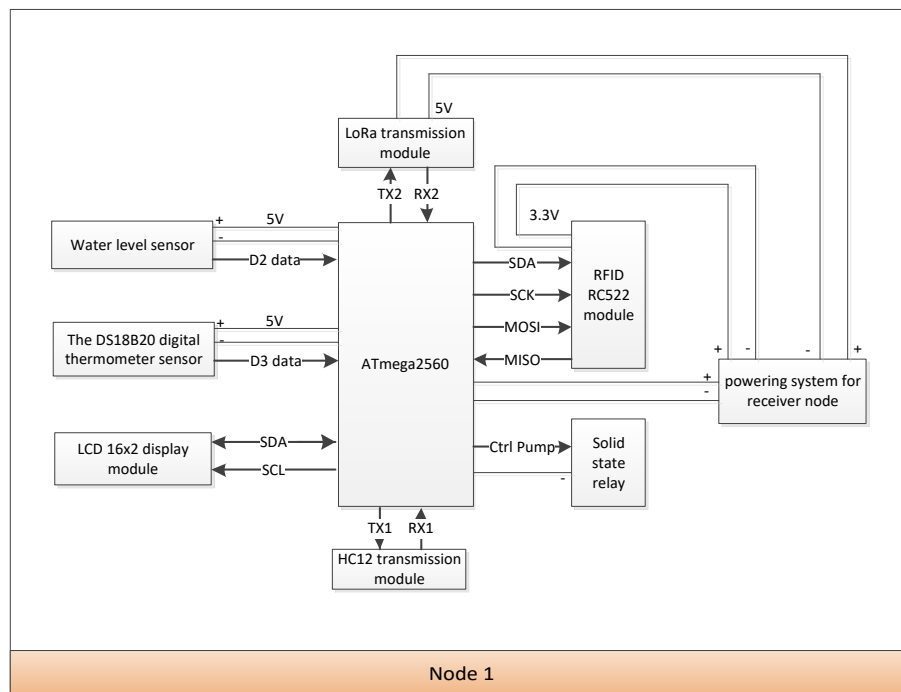 5V
LoRa transmission
module
TX2
RX2
+
5V
-
Water level sensor
D2 data
3.3V
SDA
SCK
MOSI
MISO
RFID
RC522
module
+
5V
-
The DS18B20 digital
thermometer sensor
D3 data
ATmega2560
+
-
-
+
+
-
powering system for
receiver node
LCD 16x2 display
module
SDA
SCL
Ctrl Pump
-
Solid
state
relay
TX1
RX1
HC12 transmission
module
Node 1